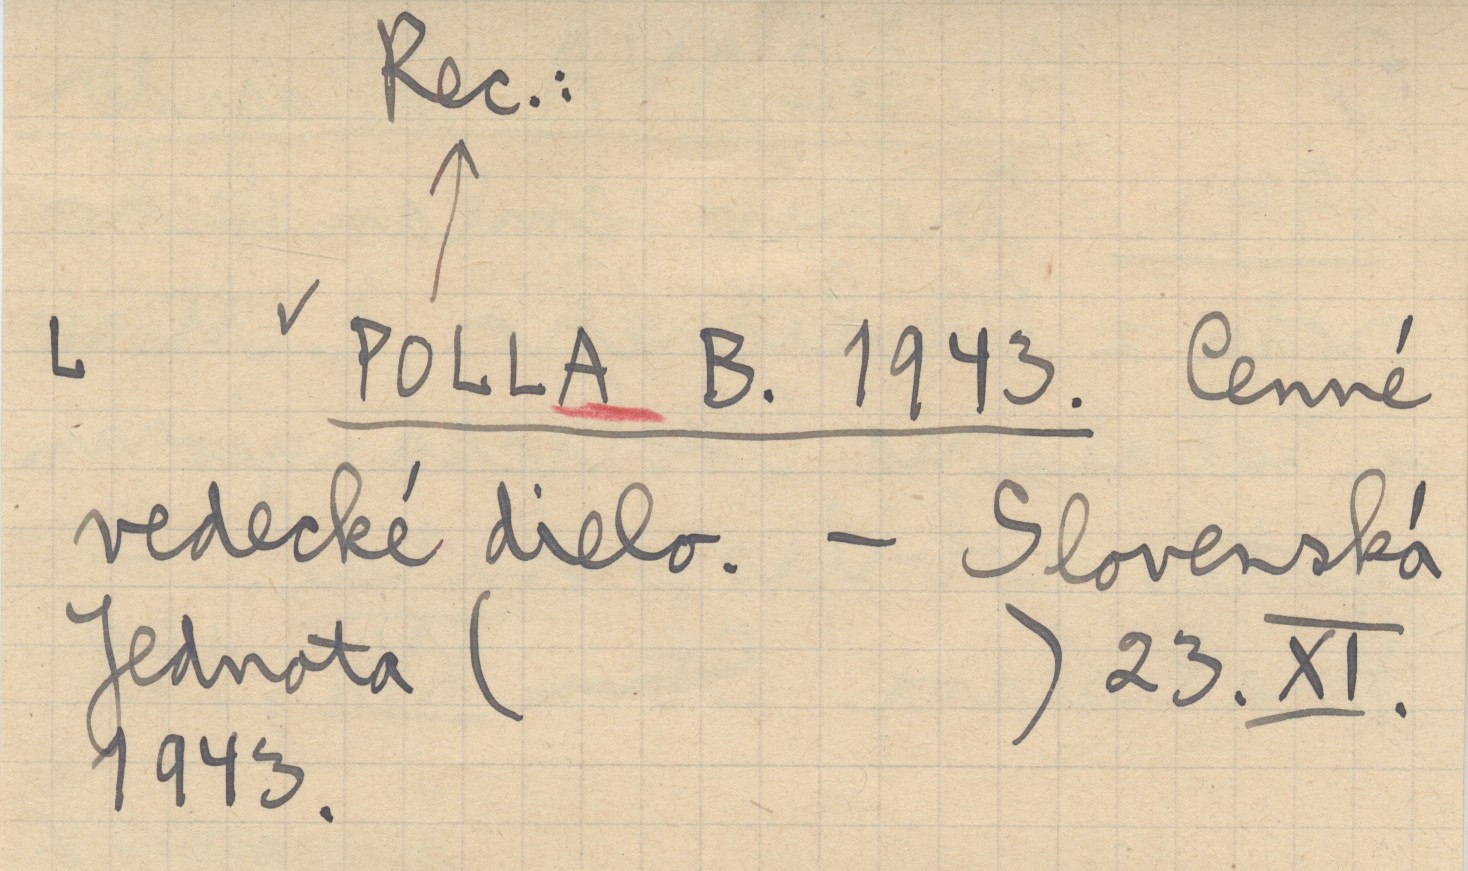 Rec.:
L ✓ POLLA B. 1943. Cenné
vedecké dielo. – Slovenská
Jednota ( ) 23. XI.
1943.